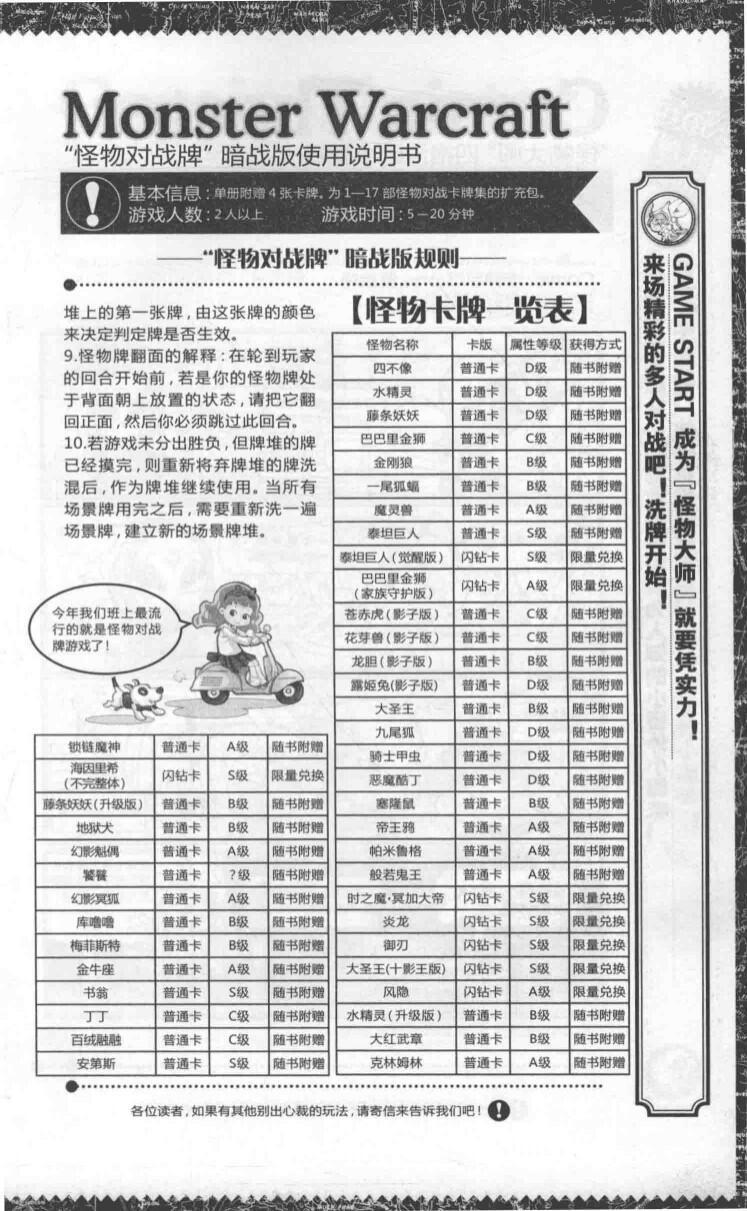 Monster Warcraft
“怪物对战牌”暗战版使用说明书
基本信息：单册附赠4张卡牌。为1—17部怪物对战卡牌集的扩充包。
游戏人数：2人以上 游戏时间：5－20分钟
“怪物对战牌”暗战版规则
堆上的第一张牌，由这张牌的颜色
来决定判定牌是否生效。
9.怪物牌翻面的解释：在轮到玩家
的回合开始前，若是你的怪物牌处
于背面朝上放置的状态，请把它翻
回正面，然后你必须跳过此回合。
10.若游戏未分出胜负，但牌堆的牌
已经摸完，则重新将弃牌堆的牌洗
混后，作为牌堆继续使用。当所有
场景牌用完之后，需要重新洗一遍
场景牌，建立新的场景牌堆。
今年我们班上最流
行的就是怪物对战
牌游戏了！
【怪物卡牌一览表】
怪物名称 卡版 属性等级 获得方式
四不像 普通卡 D级 随书附赠
水精灵 普通卡 D级 随书附赠
藤条妖妖 普通卡 D级 随书附赠
巴巴里金狮 普通卡 C级 随书附赠
金刚狼 普通卡 B级 随书附赠
一尾狐蝠 普通卡 B级 随书附赠
魔灵兽 普通卡 A级 随书附赠
泰坦巨人 普通卡 S级 随书附赠
泰坦巨人（觉醒版） 闪钻卡 S级 限量兑换
巴巴里金狮
（家族守护版） 闪钻卡 A级 限量兑换
苍赤虎（影子版） 普通卡 C级 随书附赠
花芽兽（影子版） 普通卡 C级 随书附赠
龙胆（影子版） 普通卡 B级 随书附赠
露姬兔(影子版) 普通卡 D级 随书附赠
大圣王 普通卡 B级 随书附赠
九尾狐 普通卡 D级 随书附赠
骑士甲虫 普通卡 D级 随书附赠
恶魔酷丁 普通卡 D级 随书附赠
塞隆鼠 普通卡 B级 随书附赠
帝王鸦 普通卡 A级 随书附赠
帕米鲁格 普通卡 A级 随书附赠
般若鬼王 普通卡 A级 随书附赠
时之魔·冥加大帝 闪钻卡 S级 限量兑换
炎龙 闪钻卡 S级 限量兑换
御刃 闪钻卡 S级 限量兑换
大圣王(十影王版) 闪钻卡 S级 限量兑换
风隐 闪钻卡 A级 限量兑换
水精灵（升级版） 普通卡 B级 随书附赠
大红武章 普通卡 B级 随书附赠
克林姆林 普通卡 A级 随书附赠
锁链魔神 普通卡 A级 随书附赠
海因里希
（不完整体） 闪钻卡 S级 限量兑换
藤条妖妖（升级版） 普通卡 B级 随书附赠
地狱犬 普通卡 B级 随书附赠
幻影魁偶 普通卡 A级 随书附赠
饕餮 普通卡 ？级 随书附赠
幻影冥狐 普通卡 A级 随书附赠
库噜噜 普通卡 B级 随书附赠
梅菲斯特 普通卡 B级 随书附赠
金牛座 普通卡 A级 随书附赠
书翁 普通卡 S级 随书附赠
丁丁 普通卡 C级 随书附赠
百绒融融 普通卡 C级 随书附赠
安第斯 普通卡 S级 随书附赠
GAME START 成为『怪物大师』就要凭实力！
来场精彩的多人对战吧！洗牌开始！
各位读者，如果有其他别出心裁的玩法，请寄信来告诉我们吧！